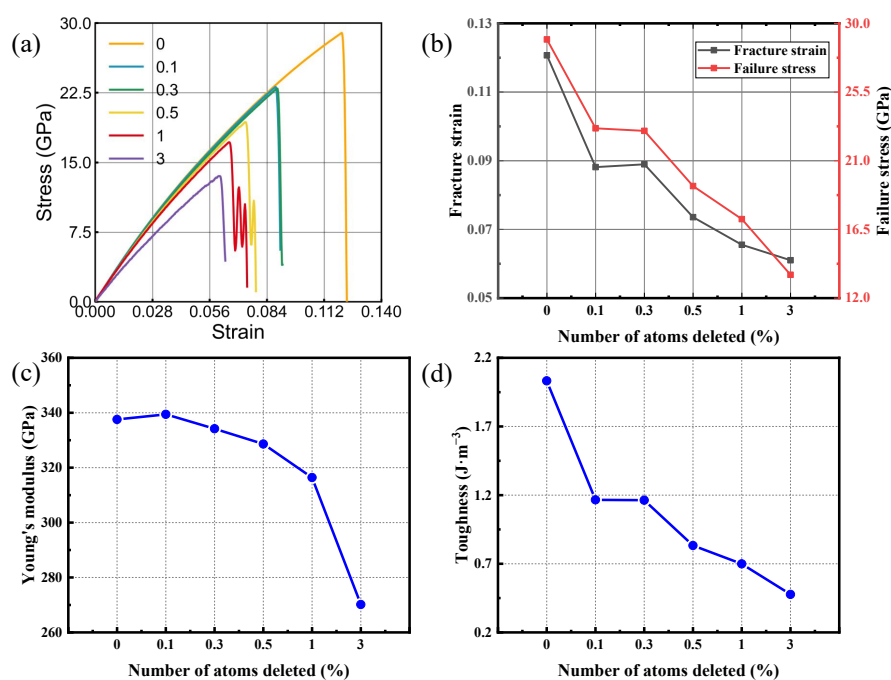 (a)
30.0
22.5
15.0
7.5
0.0
Stress (GPa)
0
0.1
0.3
0.5
1
3
0.000 0.028 0.056 0.084 0.112 0.140
Strain
(b)
0.13
0.11
0.09
0.07
0.05
Fracture strain
Fracture strain
Failure stress
30.0
25.5
21.0
16.5
12.0
Failure stress (GPa)
0 0.1 0.3 0.5 1 3
Number of atoms deleted (%)
(c)
360
340
320
300
280
260
Young's modulus (GPa)
0 0.1 0.3 0.5 1 3
Number of atoms deleted (%)
(d)
2.2
1.7
1.2
0.7
0.2
Toughness (J·m⁻³)
0 0.1 0.3 0.5 1 3
Number of atoms deleted (%)